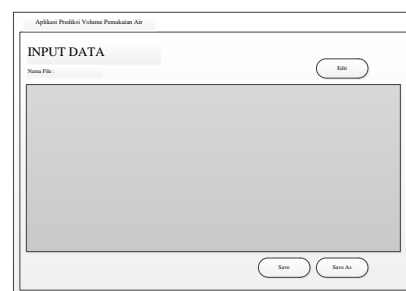 Aplikasi Prediksi Volume Pemakaian Air
INPUT DATA
Nama File :
Edit
Save
Save As